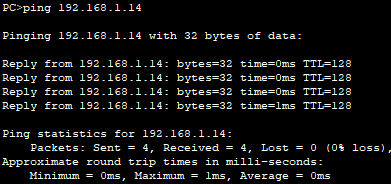 PC>ping 192.168.1.14
Pinging 192.168.1.14 with 32 bytes of data:
Reply from 192.168.1.14: bytes=32 time=0ms TTL=128
Reply from 192.168.1.14: bytes=32 time=0ms TTL=128
Reply from 192.168.1.14: bytes=32 time=0ms TTL=128
Reply from 192.168.1.14: bytes=32 time=1ms TTL=128
Ping statistics for 192.168.1.14:
Packets: Sent = 4, Received = 4, Lost = 0 (0% loss),
Approximate round trip times in milli-seconds:
Minimum = 0ms, Maximum = 1ms, Average = 0ms